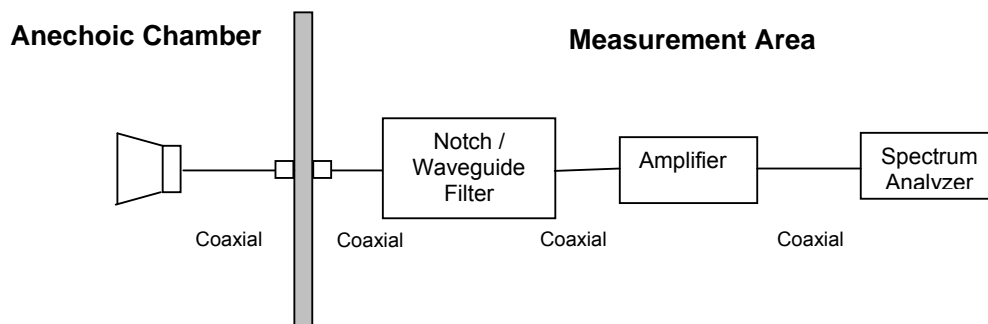 Anechoic Chamber
Measurement Area
Notch /
Waveguide
Filter
Amplifier
Spectrum
Analyzer
Coaxial
Coaxial
Coaxial
Coaxial